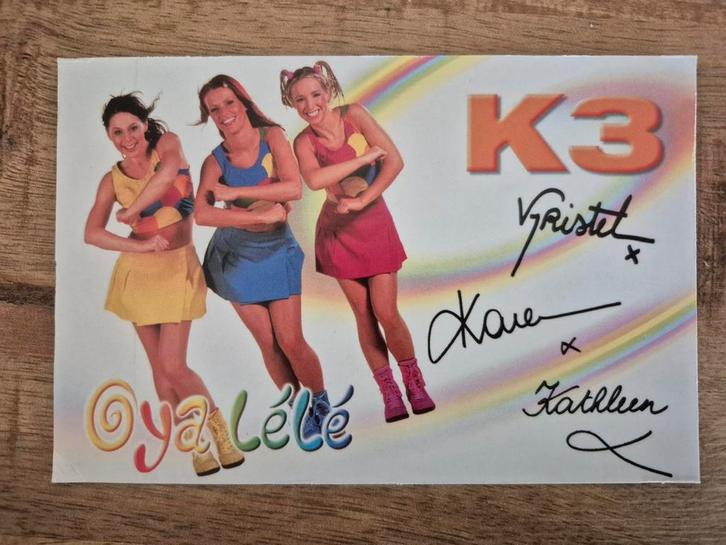 K3
Kristel x
Karen x
Kathleen
Oya Lélé